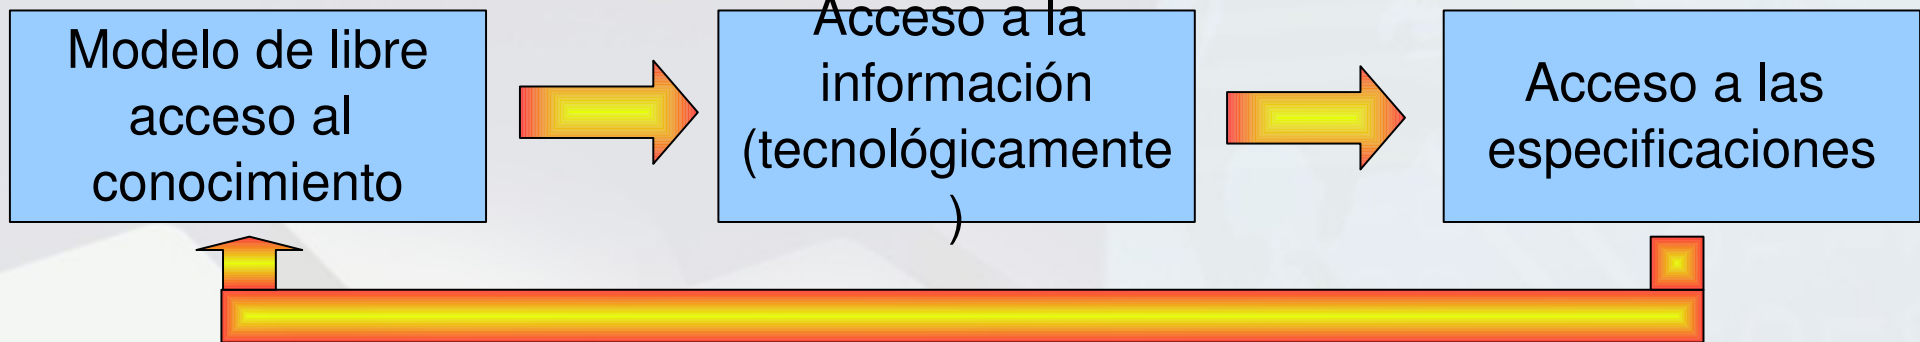 Modelo de libre
acceso al
conocimiento
Acceso a la
información
(tecnológicamente
)
Acceso a las
especificaciones